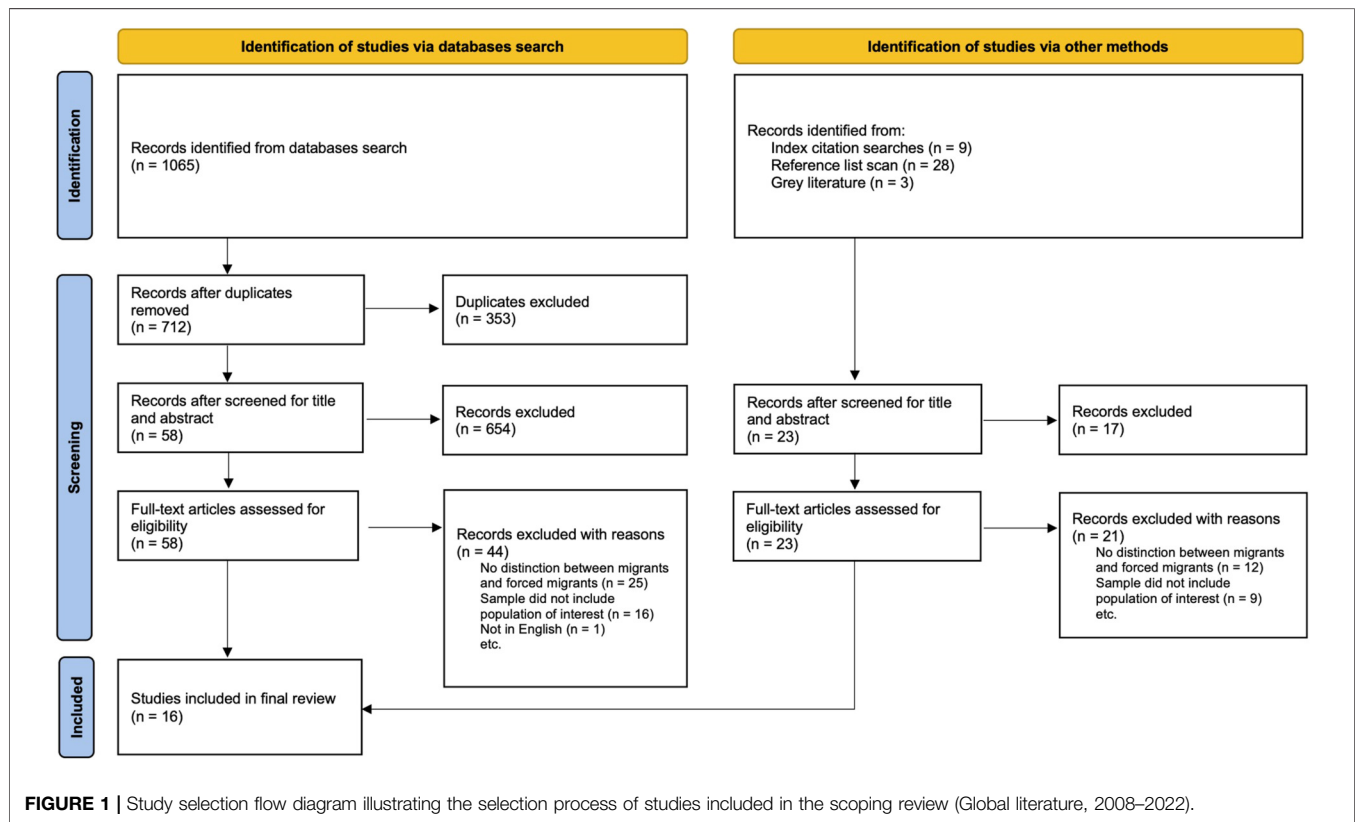 Identification of studies via databases search
Identification of studies via other methods
Identification
Records identified from databases search
(n = 1065)
Records identified from:
Index citation searches (n = 9)
Reference list scan (n = 28)
Grey literature (n = 3)
Screening
Records after duplicates
removed
(n = 712)
Duplicates excluded
(n = 353)
Records after screened for title
and abstract
(n = 58)
Records excluded
(n = 654)
Records after screened for title
and abstract
(n = 23)
Records excluded
(n = 17)
Full-text articles assessed for
eligibility
(n = 58)
Records excluded with reasons
(n = 44)
No distinction between migrants
and forced migrants (n = 25)
Sample did not include
population of interest (n = 16)
Not in English (n = 1)
etc.
Full-text articles assessed for
eligibility
(n = 23)
Records excluded with reasons
(n = 21)
No distinction between migrants
and forced migrants (n = 12)
Sample did not include
population of interest (n = 9)
etc.
Included
Studies included in final review
(n = 16)
FIGURE 1 | Study selection flow diagram illustrating the selection process of studies included in the scoping review (Global literature, 2008–2022).